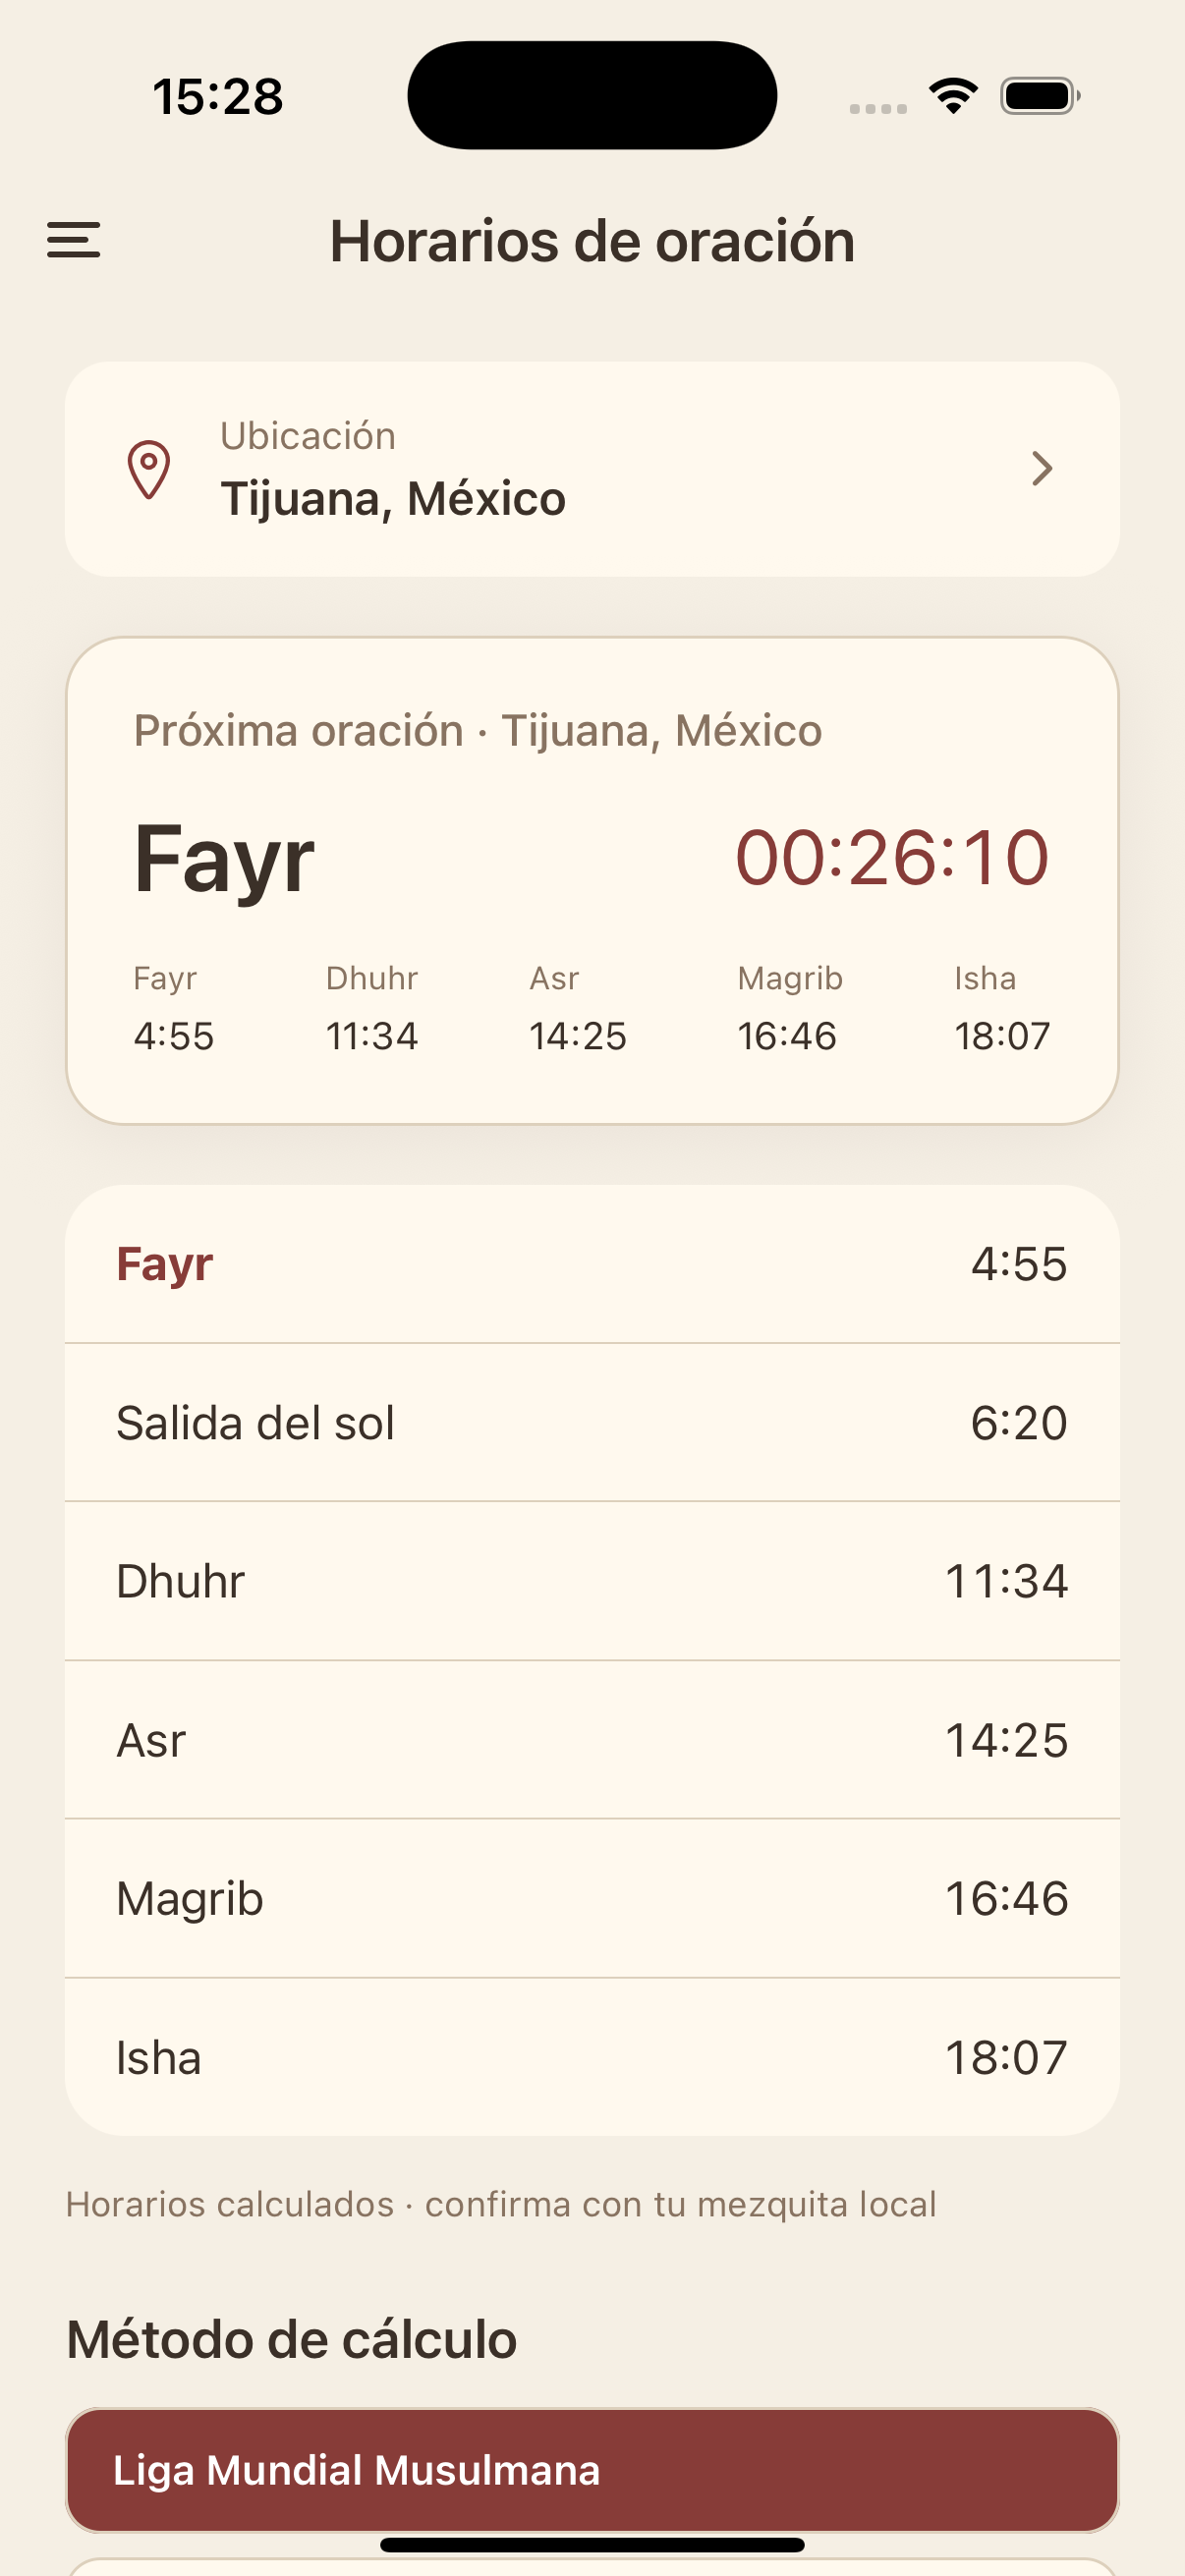 15:28
Horarios de oración
Ubicación
Tijuana, México
Próxima oración · Tijuana, México
Fayr 00:26:10
Fayr Dhuhr Asr Magrib Isha
4:55 11:34 14:25 16:46 18:07
Fayr 4:55
Salida del sol 6:20
Dhuhr 11:34
Asr 14:25
Magrib 16:46
Isha 18:07
Horarios calculados · confirma con tu mezquita local
Método de cálculo
Liga Mundial Musulmana